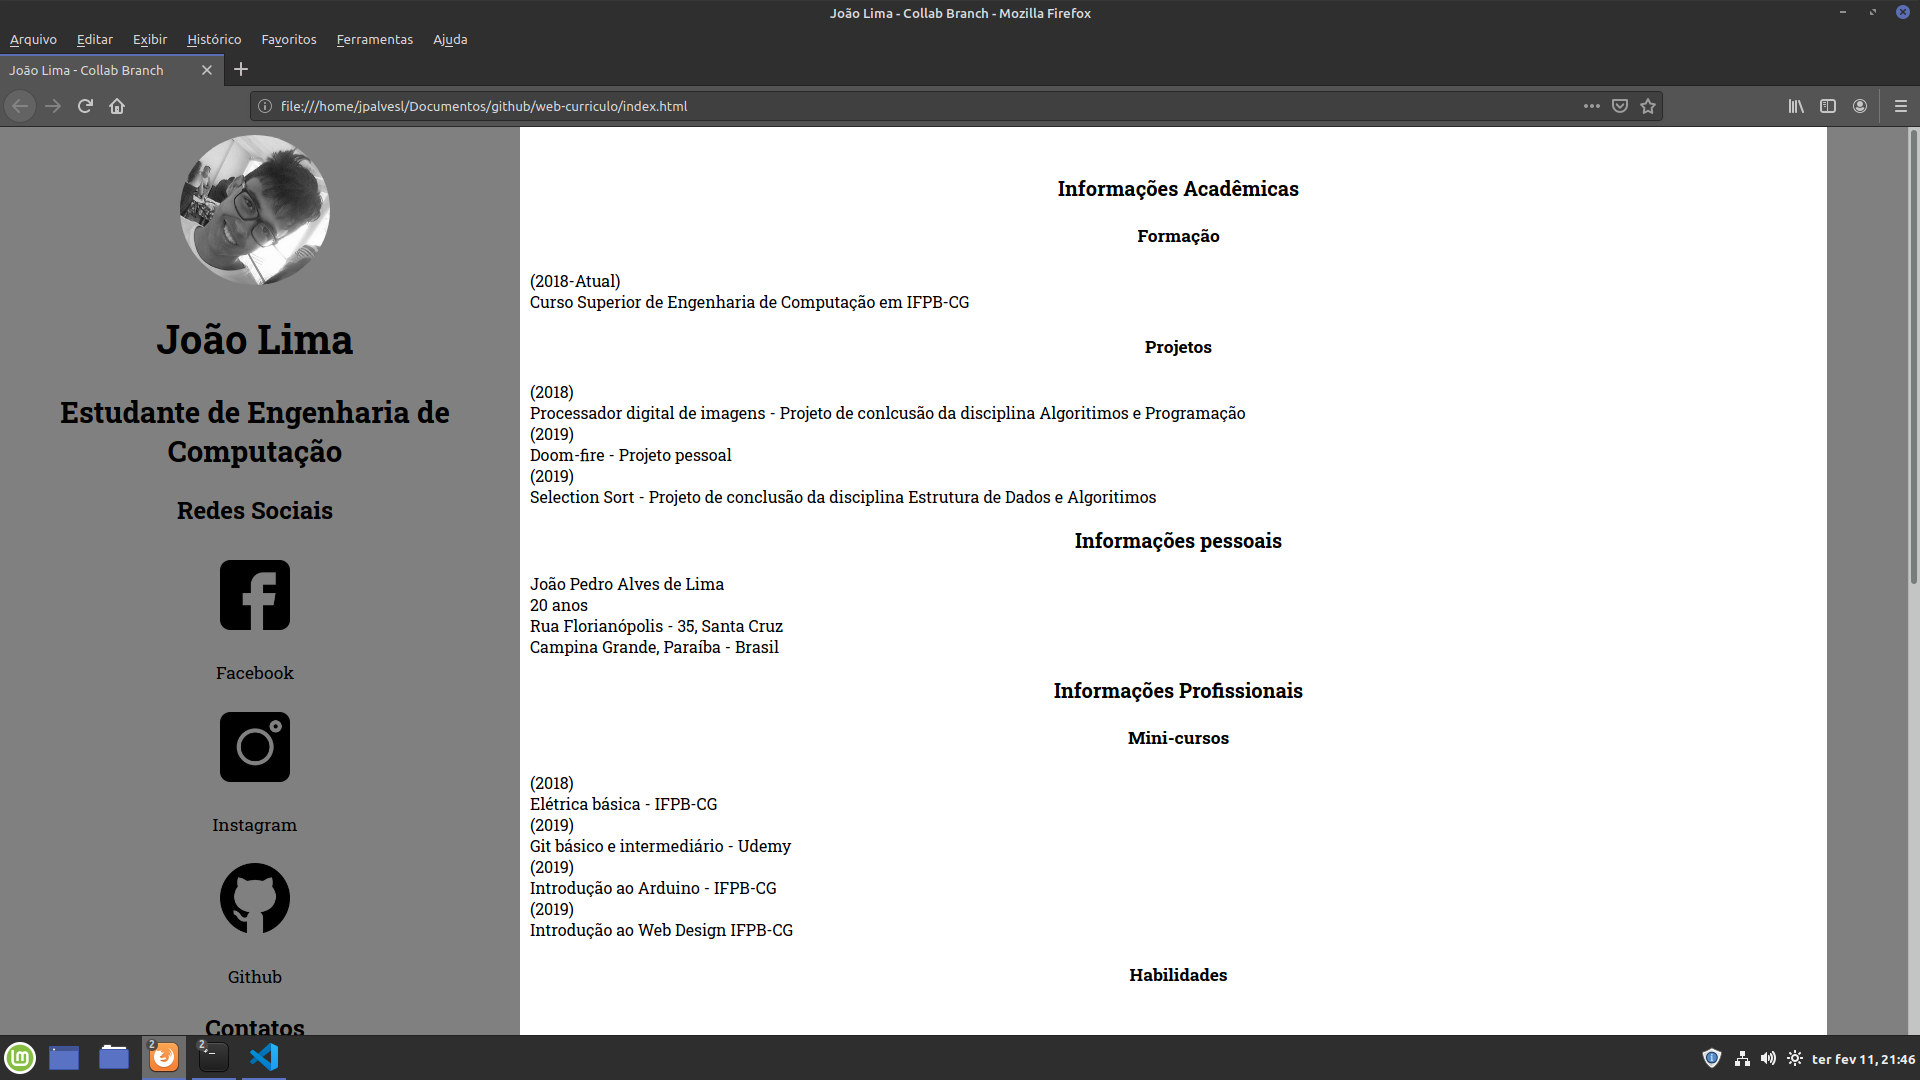 João Lima - Collab Branch - Mozilla Firefox
Arquivo Editar Exibir Histórico Favoritos Ferramentas Ajuda
João Lima - Collab Branch
file:///home/jpalvesl/Documentos/github/web-curriculo/index.html
João Lima
Estudante de Engenharia de
Computação
Redes Sociais
Facebook
Instagram
Github
Contatos
Informações Acadêmicas
Formação
(2018-Atual)
Curso Superior de Engenharia de Computação em IFPB-CG
Projetos
(2018)
Processador digital de imagens - Projeto de conlcusão da disciplina Algoritimos e Programação
(2019)
Doom-fire - Projeto pessoal
(2019)
Selection Sort - Projeto de conclusão da disciplina Estrutura de Dados e Algoritimos
Informações pessoais
João Pedro Alves de Lima
20 anos
Rua Florianópolis - 35, Santa Cruz
Campina Grande, Paraíba - Brasil
Informações Profissionais
Mini-cursos
(2018)
Elétrica básica - IFPB-CG
(2019)
Git básico e intermediário - Udemy
(2019)
Introdução ao Arduino - IFPB-CG
(2019)
Introdução ao Web Design IFPB-CG
Habilidades
2 2
ter fev 11, 21:46